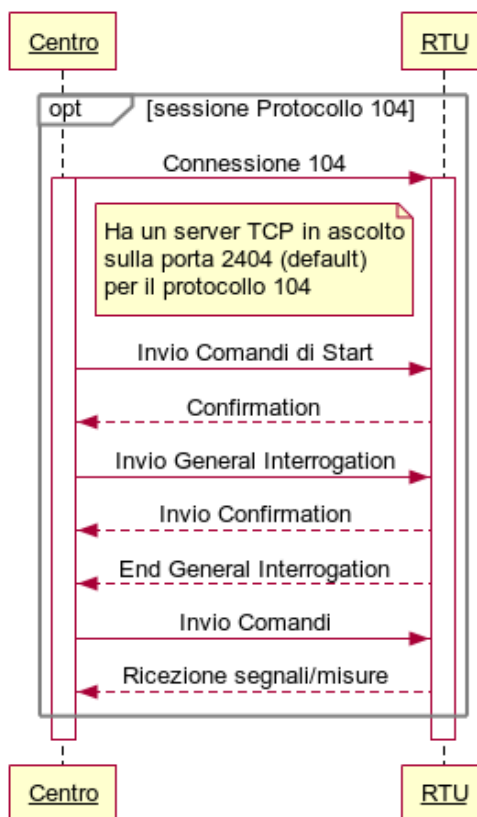 Centro
RTU
opt
[sessione Protocollo 104]
Connessione 104
Ha un server TCP in ascolto
sulla porta 2404 (default)
per il protocollo 104
Invio Comandi di Start
Confirmation
Invio General Interrogation
Invio Confirmation
End General Interrogation
Invio Comandi
Ricezione segnali/misure
Centro
RTU